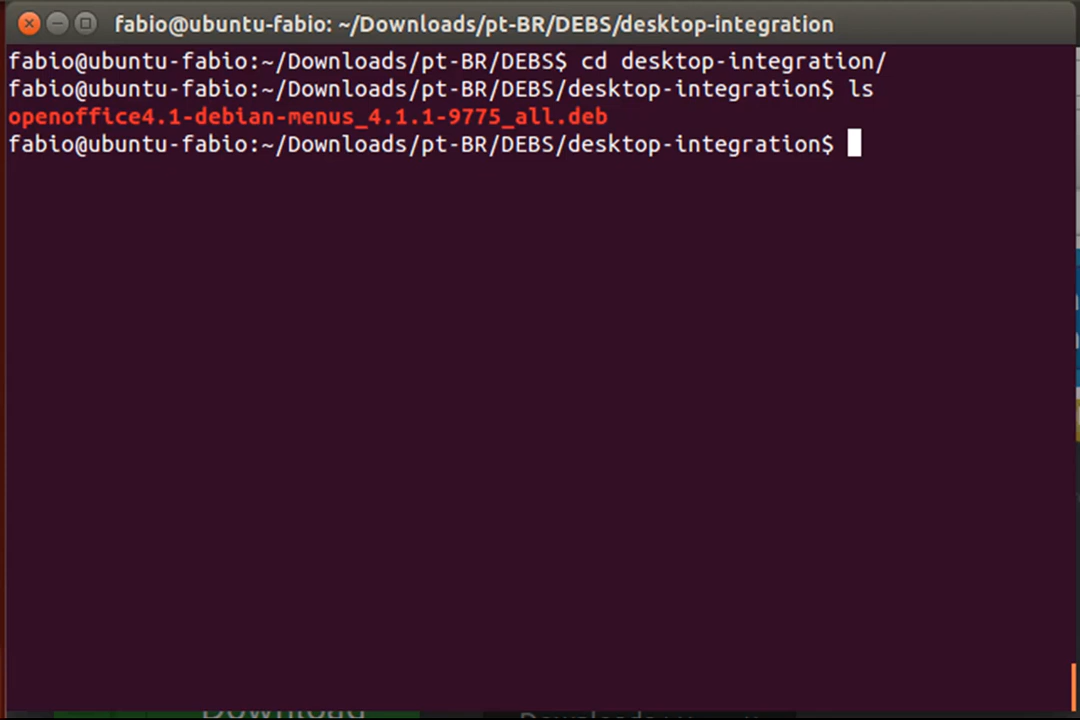 fabio@ubuntu-fabio: ~/Downloads/pt-BR/DEBS/desktop-integration
fabio@ubuntu-fabio:~/Downloads/pt-BR/DEBS$ cd desktop-integration/
fabio@ubuntu-fabio:~/Downloads/pt-BR/DEBS/desktop-integration$ ls
openoffice4.1-debian-menus_4.1.1-9775_all.deb
fabio@ubuntu-fabio:~/Downloads/pt-BR/DEBS/desktop-integration$
Download